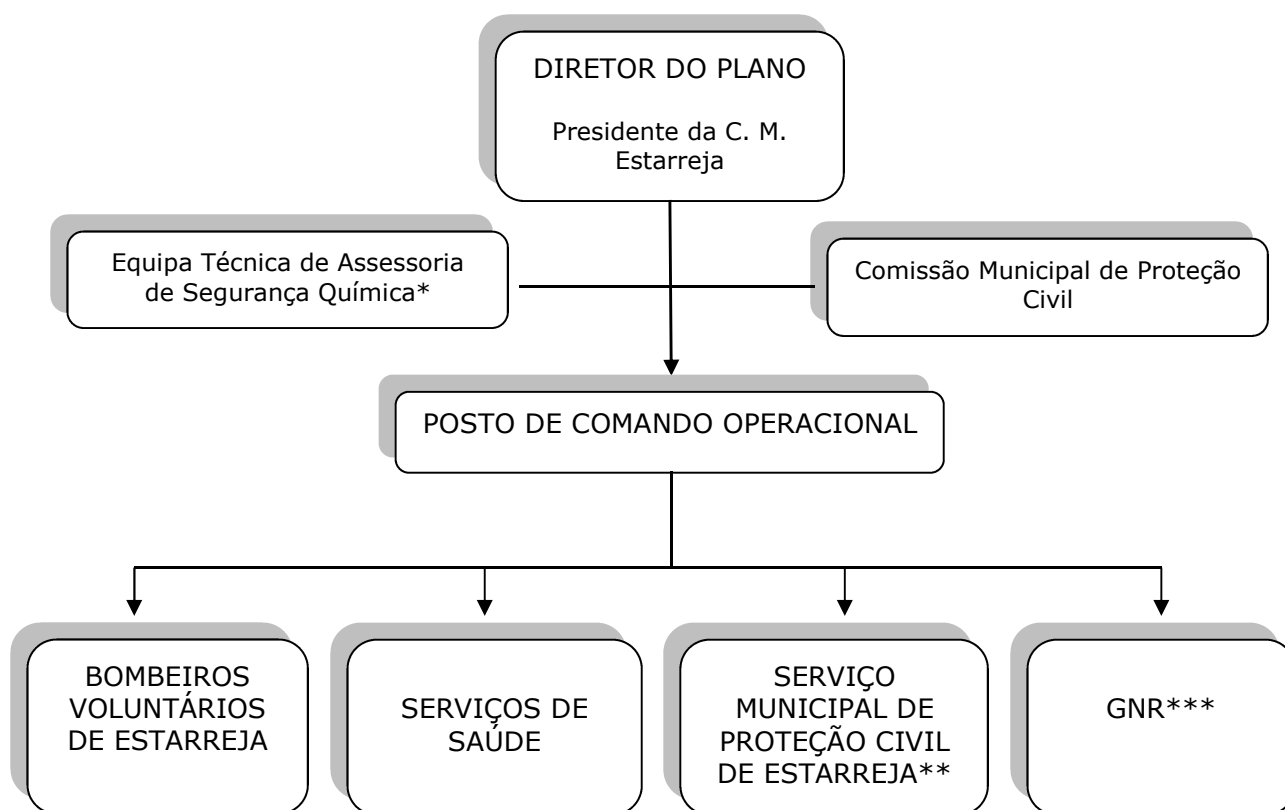 DIRETOR DO PLANO
Presidente da C. M.
Estarreja
Equipa Técnica de Assessoria
de Segurança Química*
Comissão Municipal de Proteção
Civil
POSTO DE COMANDO OPERACIONAL
BOMBEIROS
VOLUNTÁRIOS
DE ESTARREJA
SERVIÇOS DE
SAÚDE
SERVIÇO
MUNICIPAL DE
PROTEÇÃO CIVIL
DE ESTARREJA**
GNR***